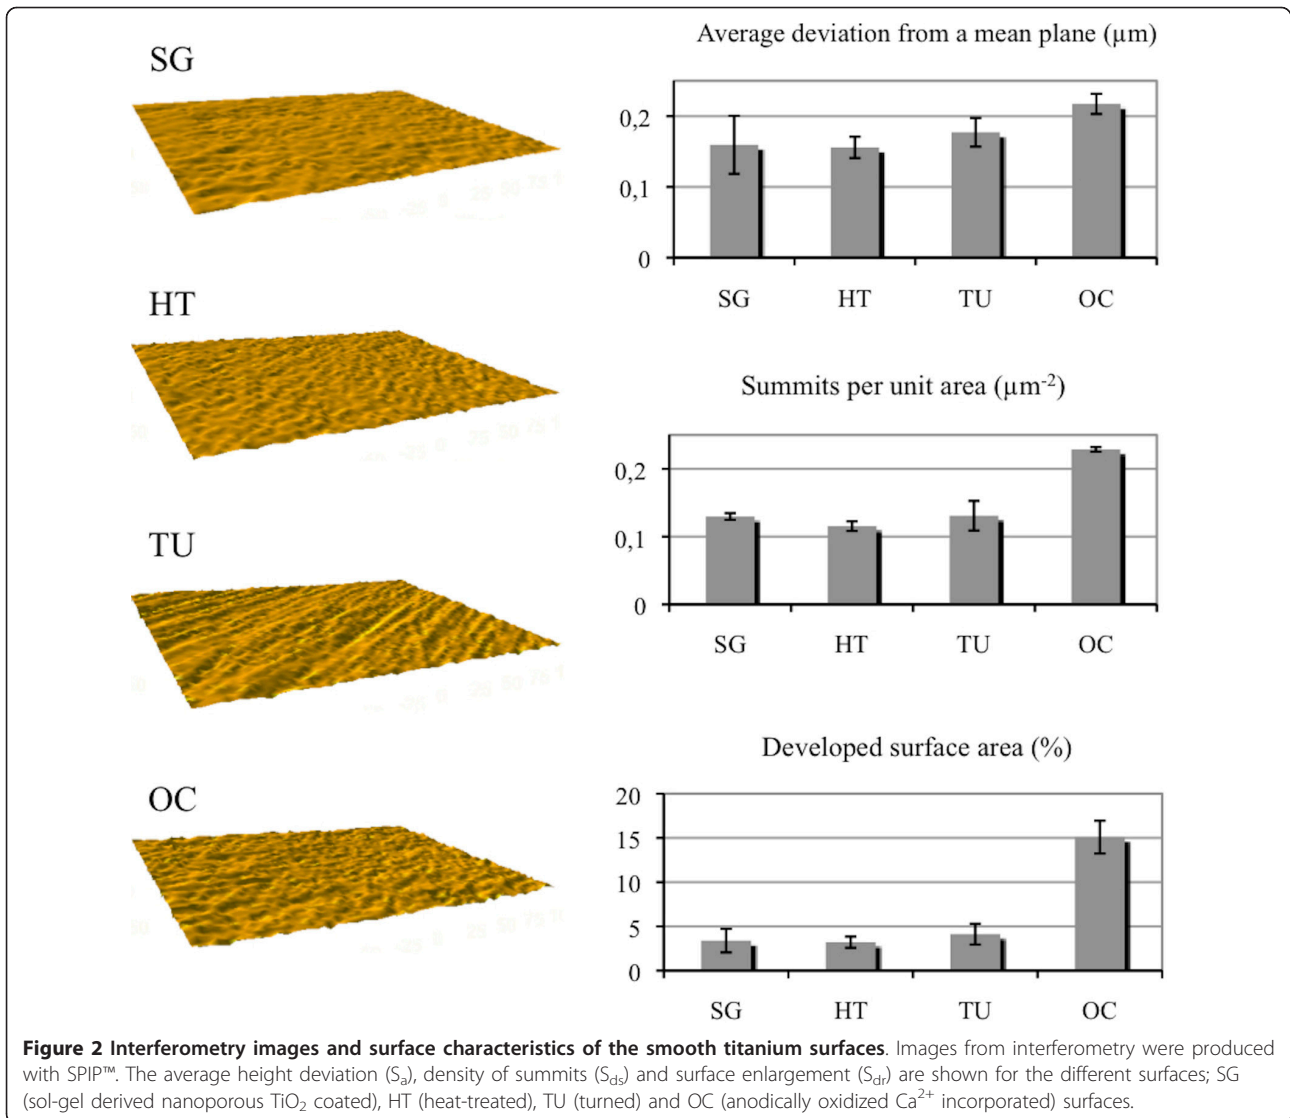 SG
HT
TU
OC
Average deviation from a mean plane (µm)
0,2
0,1
0
SG HT TU OC
Summits per unit area (µm⁻²)
0,2
0,1
0
SG HT TU OC
Developed surface area (%)
20
15
10
5
0
SG HT TU OC
Figure 2 Interferometry images and surface characteristics of the smooth titanium surfaces. Images from interferometry were produced
with SPIP™. The average height deviation (Sₐ), density of summits (S_ds) and surface enlargement (S_dr) are shown for the different surfaces; SG
(sol-gel derived nanoporous TiO₂ coated), HT (heat-treated), TU (turned) and OC (anodically oxidized Ca²⁺ incorporated) surfaces.